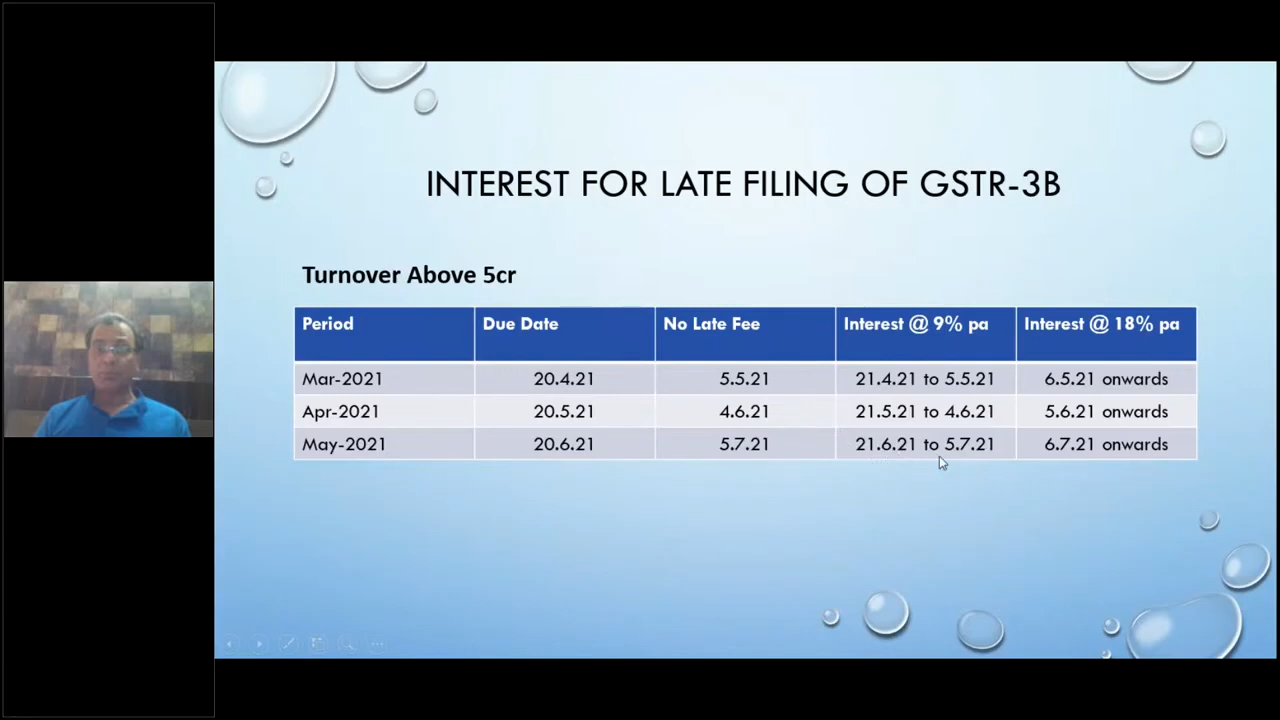 INTEREST FOR LATE FILING OF GSTR-3B
Turnover Above 5cr
Period Due Date No Late Fee Interest @ 9% pa Interest @ 18% pa
Mar-2021 20.4.21 5.5.21 21.4.21 to 5.5.21 6.5.21 onwards
Apr-2021 20.5.21 4.6.21 21.5.21 to 4.6.21 5.6.21 onwards
May-2021 20.6.21 5.7.21 21.6.21 to 5.7.21 6.7.21 onwards